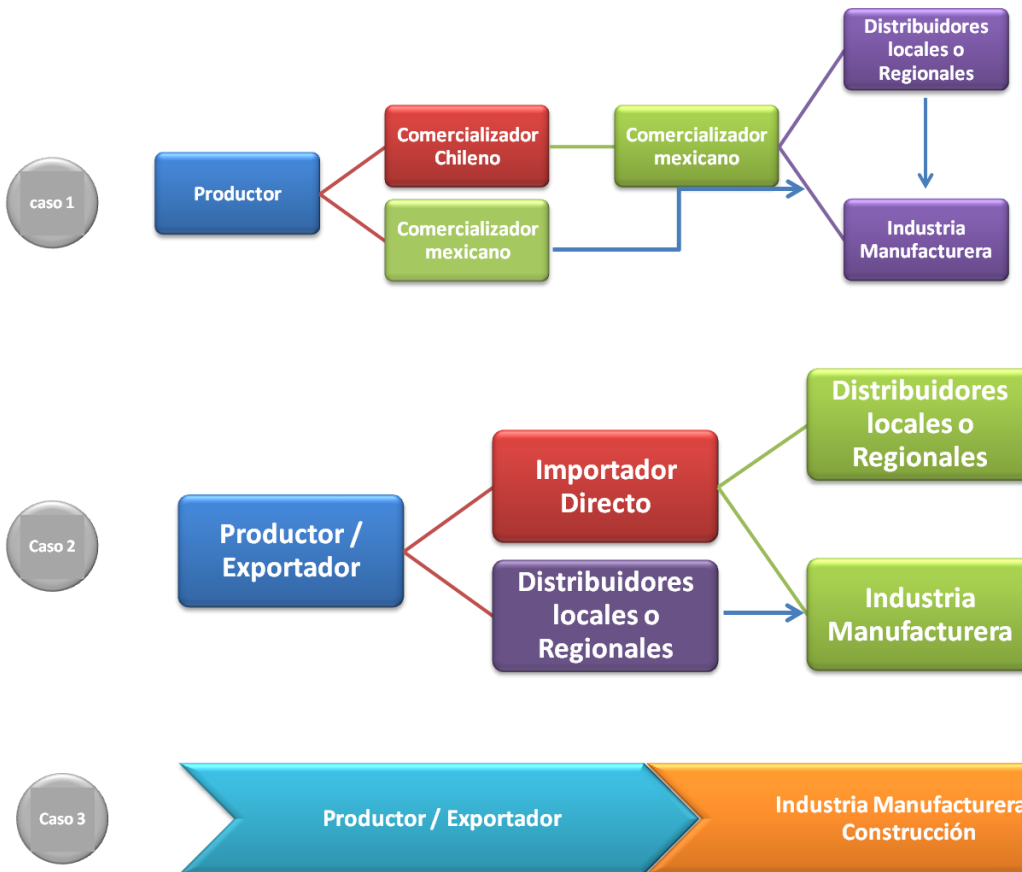 caso 1
Productor
Comercializador
Chileno
Comercializador
mexicano
Comercializador
mexicano
Distribuidores
locales o
Regionales
Industria
Manufacturera
Caso 2
Productor /
Exportador
Importador
Directo
Distribuidores
locales o
Regionales
Distribuidores
locales o
Regionales
Industria
Manufacturera
Caso 3
Productor / Exportador
Industria Manufacturera
Construcción